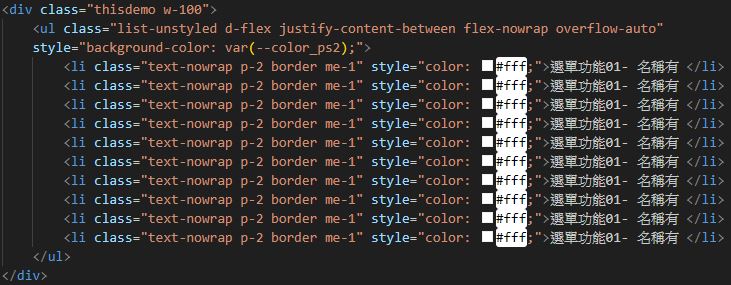 <div class="thisdemo w-100">
<ul class="list-unstyled d-flex justify-content-between flex-nowrap overflow-auto"
style="background-color: var(--color_ps2);">
<li class="text-nowrap p-2 border me-1" style="color: #fff;">選單功能01- 名稱有 </li>
<li class="text-nowrap p-2 border me-1" style="color: #fff;">選單功能01- 名稱有 </li>
<li class="text-nowrap p-2 border me-1" style="color: #fff;">選單功能01- 名稱有 </li>
<li class="text-nowrap p-2 border me-1" style="color: #fff;">選單功能01- 名稱有 </li>
<li class="text-nowrap p-2 border me-1" style="color: #fff;">選單功能01- 名稱有 </li>
<li class="text-nowrap p-2 border me-1" style="color: #fff;">選單功能01- 名稱有 </li>
<li class="text-nowrap p-2 border me-1" style="color: #fff;">選單功能01- 名稱有 </li>
<li class="text-nowrap p-2 border me-1" style="color: #fff;">選單功能01- 名稱有 </li>
<li class="text-nowrap p-2 border me-1" style="color: #fff;">選單功能01- 名稱有 </li>
<li class="text-nowrap p-2 border me-1" style="color: #fff;">選單功能01- 名稱有 </li>
</ul>
</div>